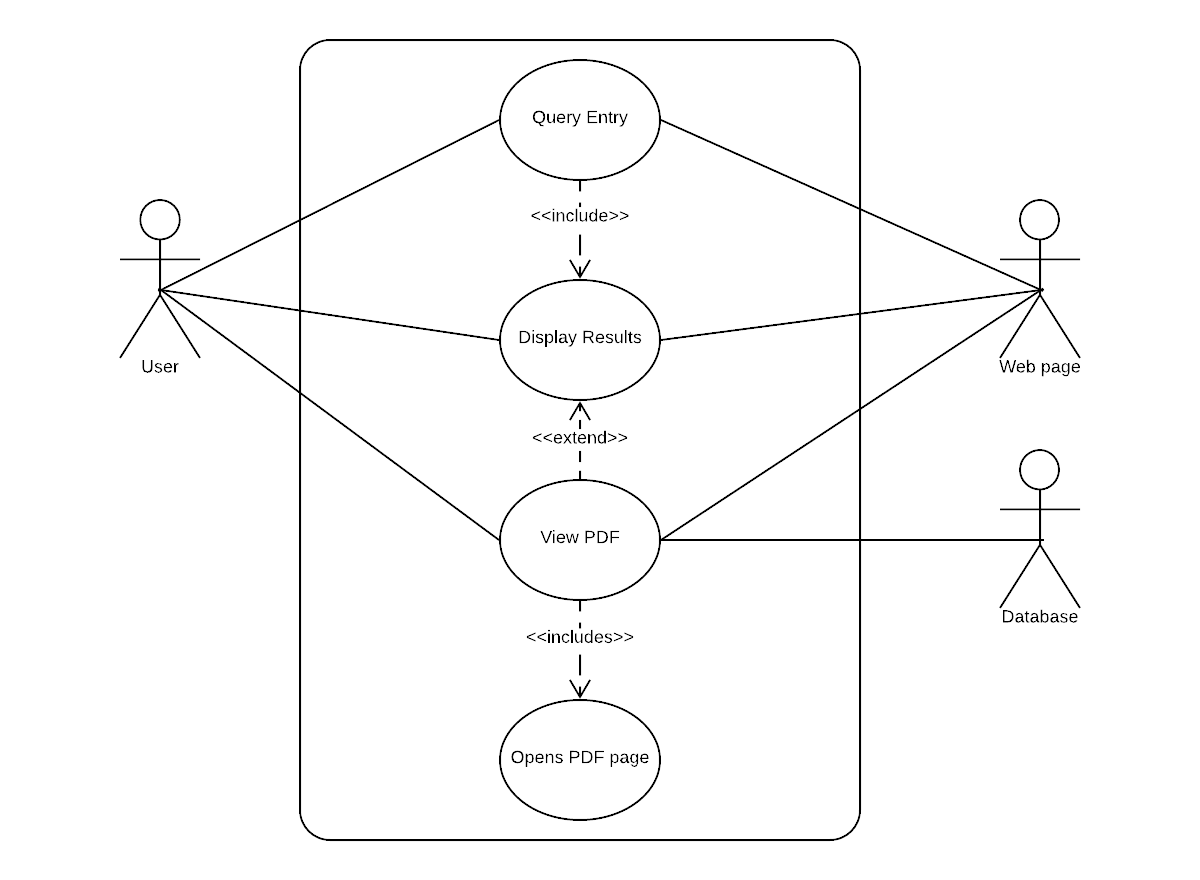 Query Entry
<<include>>
Display Results
User
Web page
<<extend>>
View PDF
Database
<<includes>>
Opens PDF page